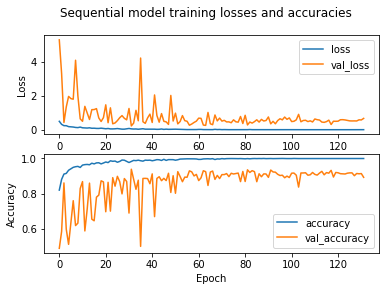 Sequential model training losses and accuracies
4
2
0
Loss
loss
val_loss
0 20 40 60 80 100 120
1.0
0.8
0.6
Accuracy
accuracy
val_accuracy
0 20 40 60 80 100 120
Epoch